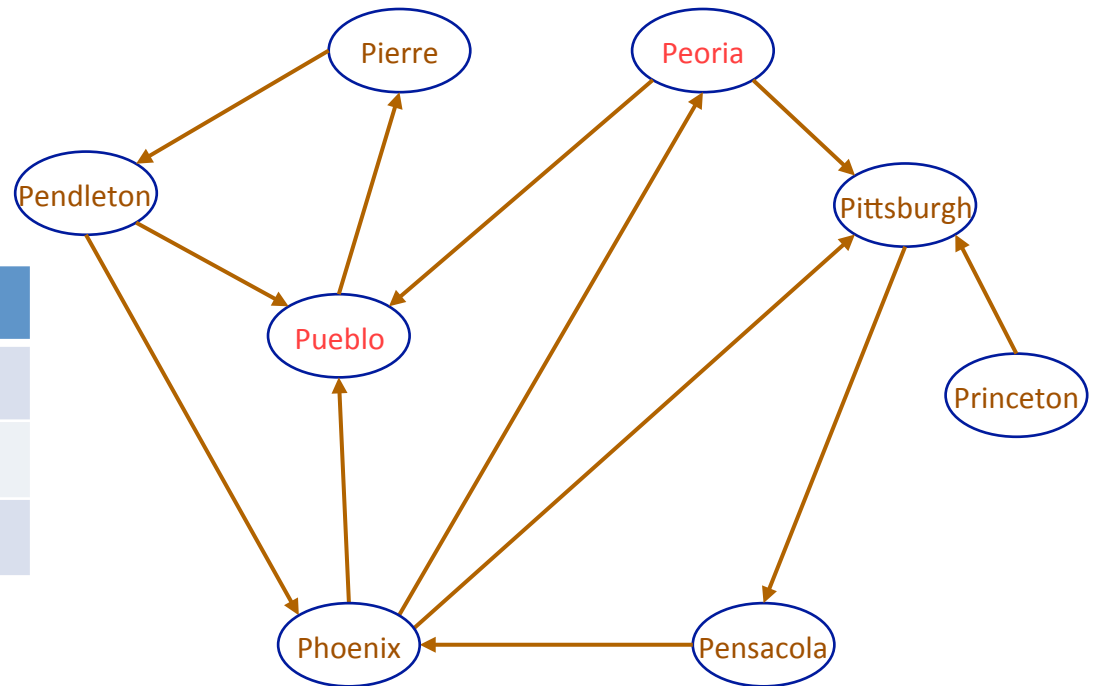 Pierre
Peoria
Pendleton
Pittsburgh
Pueblo
Princeton
Phoenix
Pensacola